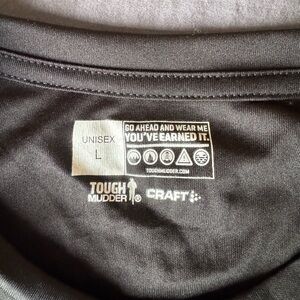 UNISEX
L
GO AHEAD AND WEAR ME
YOU'VE EARNED IT.
TOUGHMUDDER.COM
TOUGH
MUDDER®
CRAFT